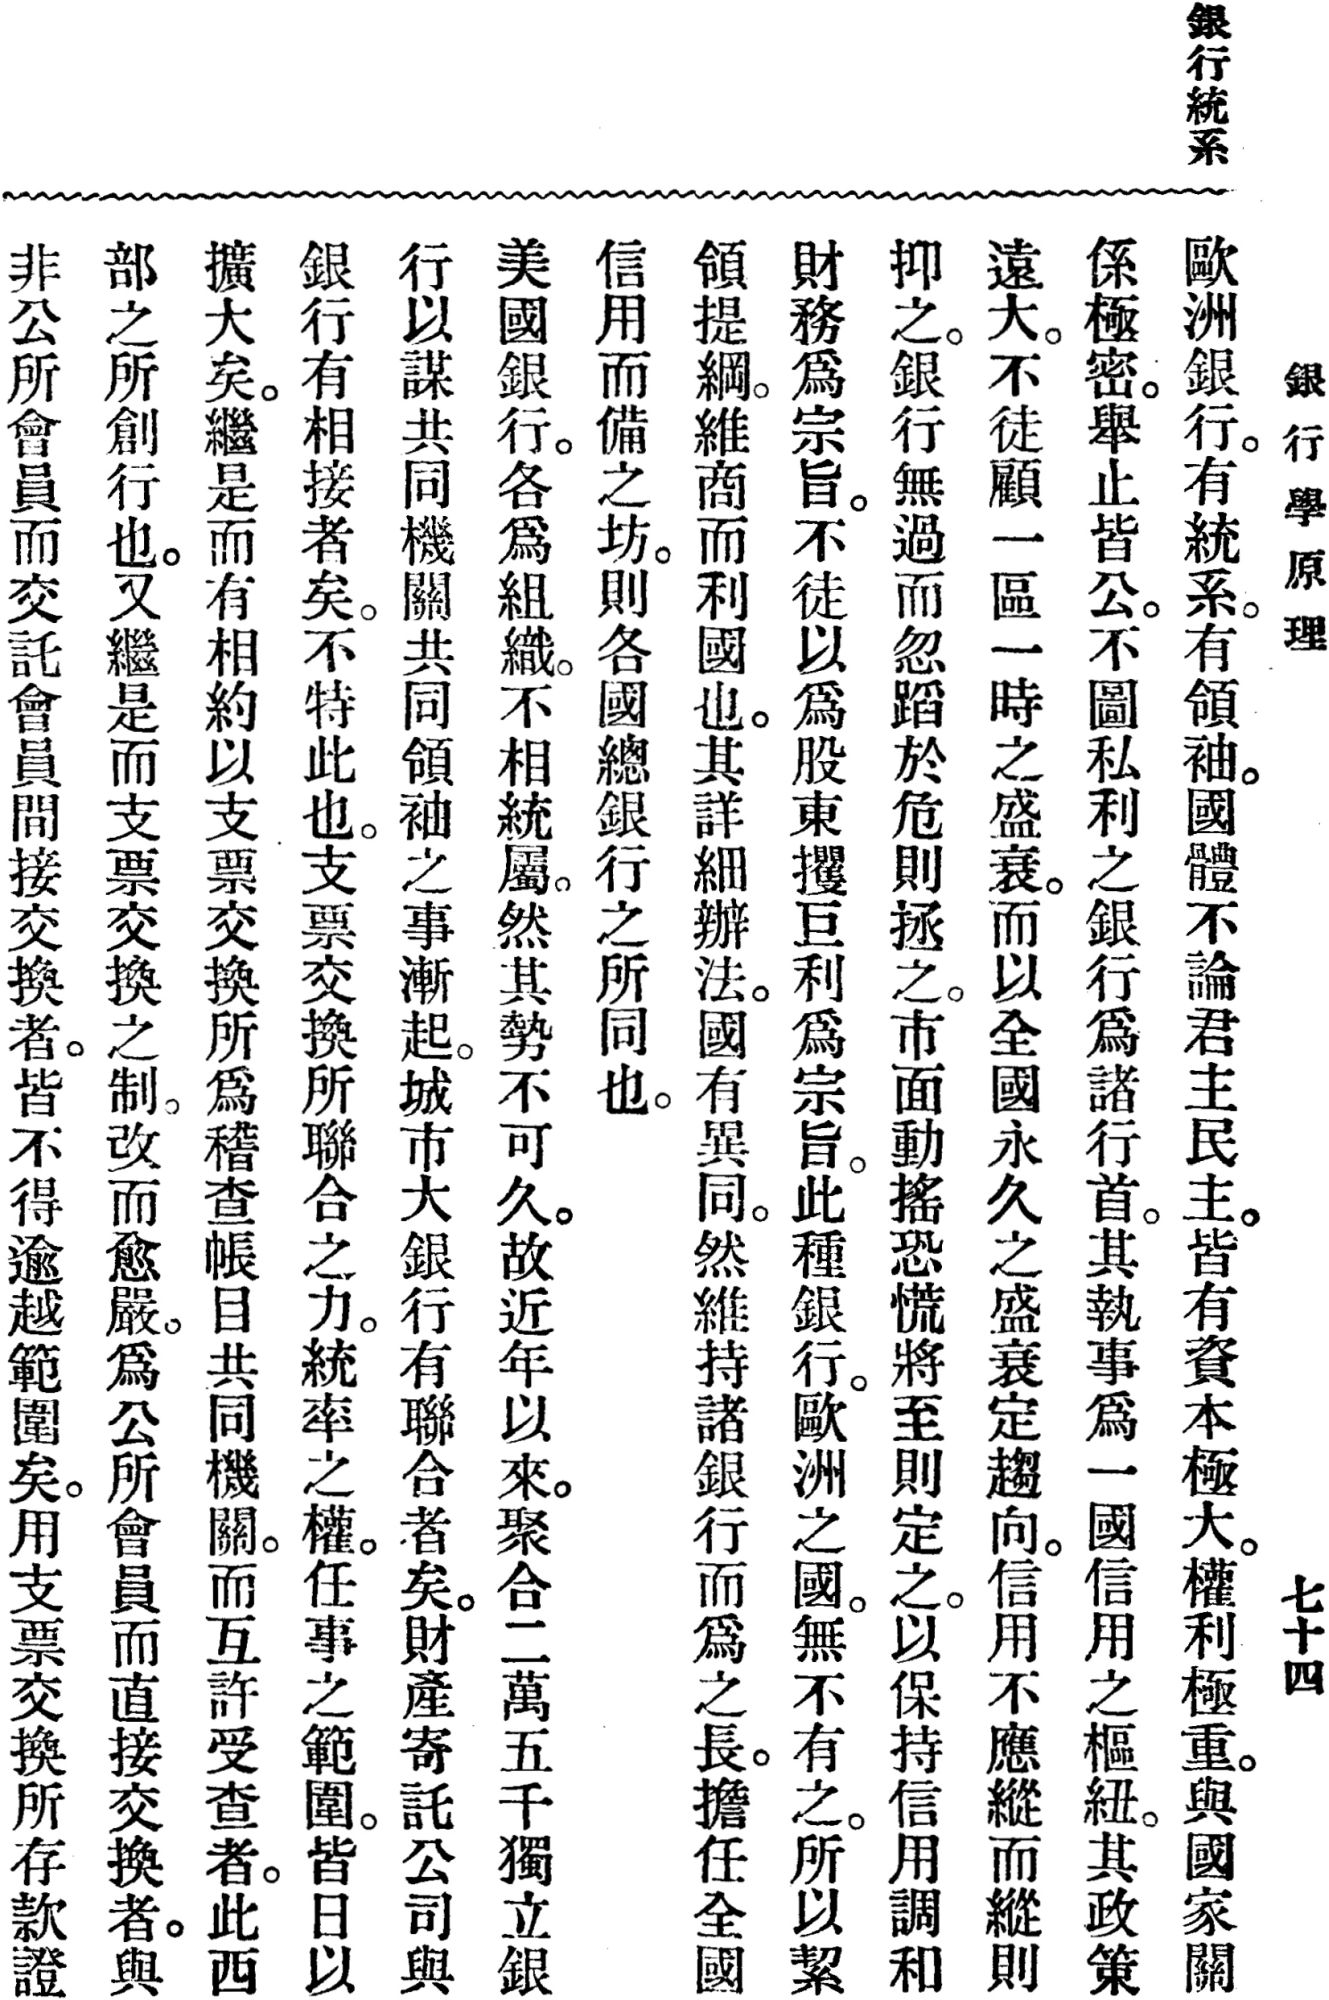 銀行學原理
七十四
銀行統系
歐洲銀行。有統系。有領袖。國體不論君主民主。皆有資本極大。權利極重。與國家關
係極密。舉止皆公。不圖私利之銀行爲諸行首。其執事爲一國信用之樞紐。其政策
遠大。不徒顧一區一時之盛衰。而以全國永久之盛衰定趨向。信用不應縱而縱則
抑之。銀行無過而忽蹈於危則拯之。市面動搖恐慌將至則定之。以保持信用調和
財務爲宗旨。不徒以爲股東攫巨利爲宗旨。此種銀行。歐洲之國。無不有之。所以絜
領提綱。維商而利國也。其詳細辦法。國有異同。然維持諸銀行而爲之長。擔任全國
信用而備之坊。則各國總銀行之所同也。
美國銀行。各爲組織。不相統屬。然其勢不可久。故近年以來。聚合二萬五千獨立銀
行以謀共同機關共同領袖之事漸起。城市大銀行有聯合者矣。財產寄託公司與
銀行有相接者矣。不特此也。支票交換所聯合之力。統率之權。任事之範圍。皆日以
擴大矣。繼是而有相約以支票交換所爲稽查帳目共同機關。而互許受查者。此西
部之所創行也。又繼是而支票交換之制。改而愈嚴。爲公所會員而直接交換者。與
非公所會員而交託會員間接交換者。皆不得逾越範圍矣。用支票交換所存款證